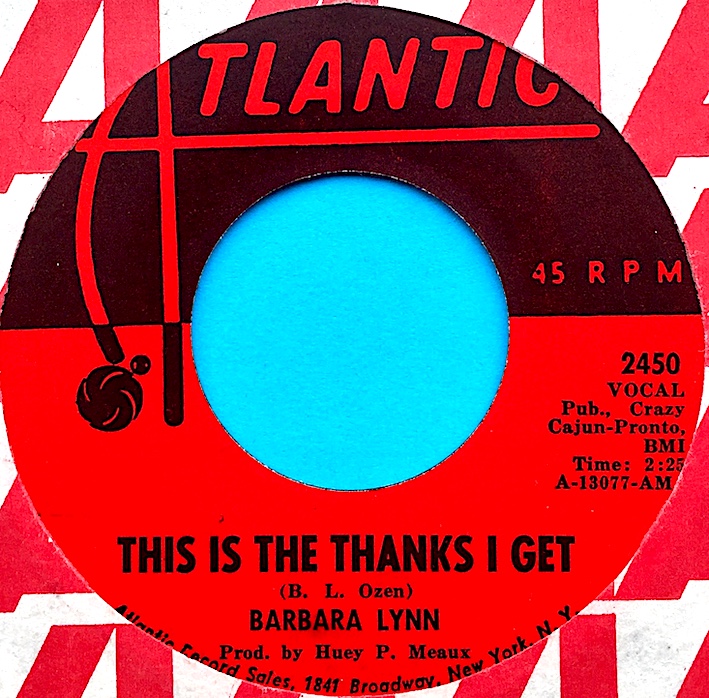 ATLANTIC
45 RPM
2450
VOCAL
Pub., Crazy
Cajun-Pronto,
BMI
Time: 2:25
A-13077-AM
THIS IS THE THANKS I GET
(B. L. Ozen)
BARBARA LYNN
Prod. by Huey P. Meaux
Atlantic Record Sales, 1841 Broadway, New York, N. Y.